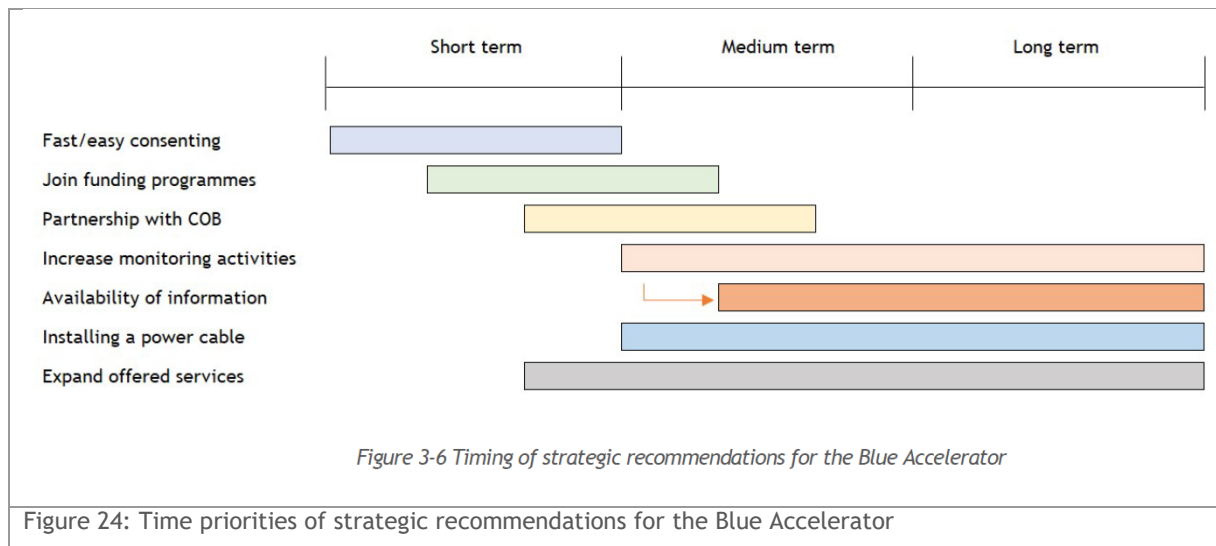 Short term Medium term Long term
Fast/easy consenting
Join funding programmes
Partnership with COB
Increase monitoring activities
Availability of information
Installing a power cable
Expand offered services
Figure 3-6 Timing of strategic recommendations for the Blue Accelerator
Figure 24: Time priorities of strategic recommendations for the Blue Accelerator